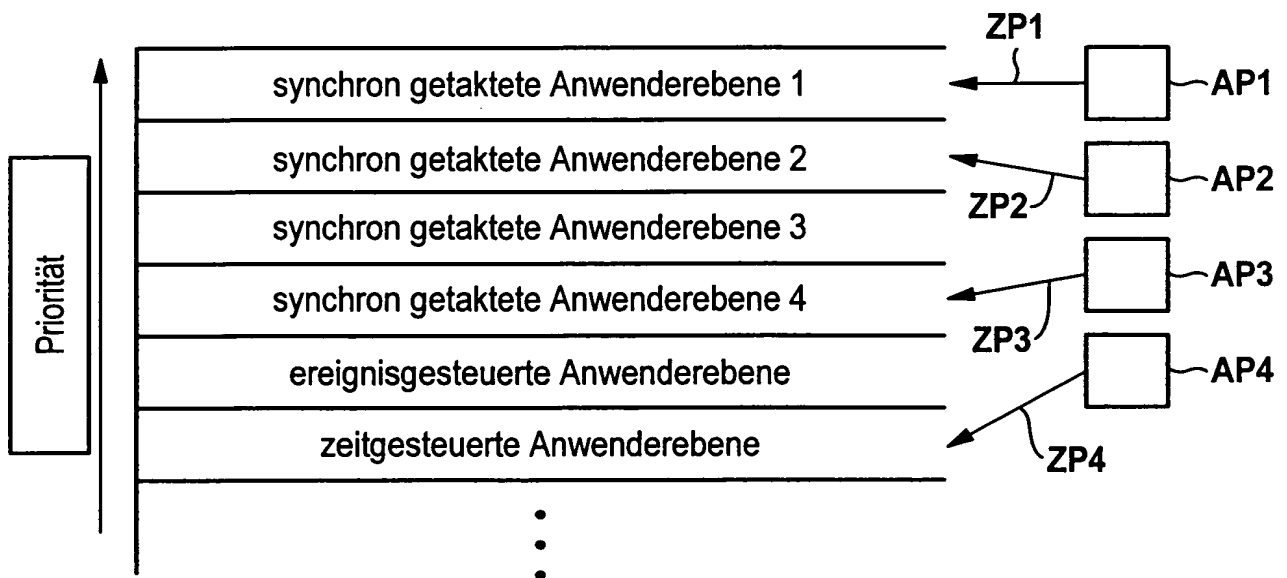 ZP1
synchron getaktete Anwenderebene 1
AP1
synchron getaktete Anwenderebene 2
AP2
ZP2
synchron getaktete Anwenderebene 3
AP3
synchron getaktete Anwenderebene 4
ZP3
Priorität
ereignisgesteuerte Anwenderebene
AP4
zeitgesteuerte Anwenderebene
ZP4